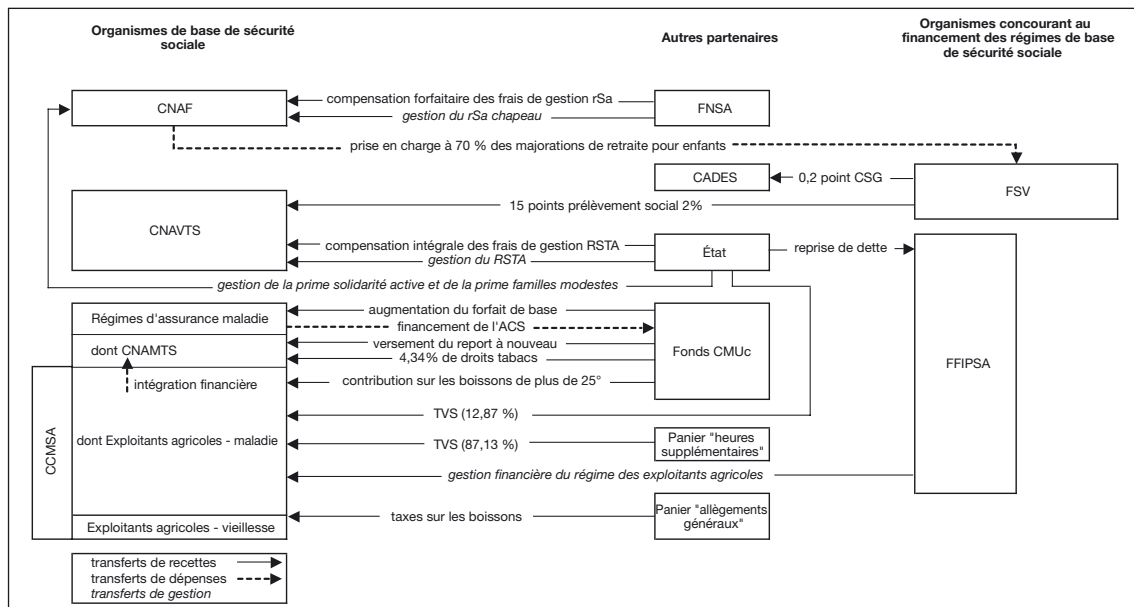 Organismes de base de sécurité
sociale
Autres partenaires
Organismes concourant au
financement des régimes de base
de sécurité sociale
CNAF
compensation forfaitaire des frais de gestion rSa
gestion du rSa chapeau
FNSA
prise en charge à 70 % des majorations de retraite pour enfants
CADES
0,2 point CSG
FSV
CNAVTS
15 points prélèvement social 2%
compensation intégrale des frais de gestion RSTA
gestion du RSTA
État
reprise de dette
gestion de la prime solidarité active et de la prime familles modestes
Régimes d'assurance maladie
augmentation du forfait de base
financement de l'ACS
dont CNAMTS
versement du report à nouveau
4,34% de droits tabacs
Fonds CMUc
FFIPSA
intégration financière
contribution sur les boissons de plus de 25°
CCMSA
TVS (12,87 %)
dont Exploitants agricoles - maladie
TVS (87,13 %)
Panier "heures
supplémentaires"
gestion financière du régime des exploitants agricoles
Exploitants agricoles - vieillesse
taxes sur les boissons
Panier "allègements
généraux"
transferts de recettes
transferts de dépenses
transferts de gestion